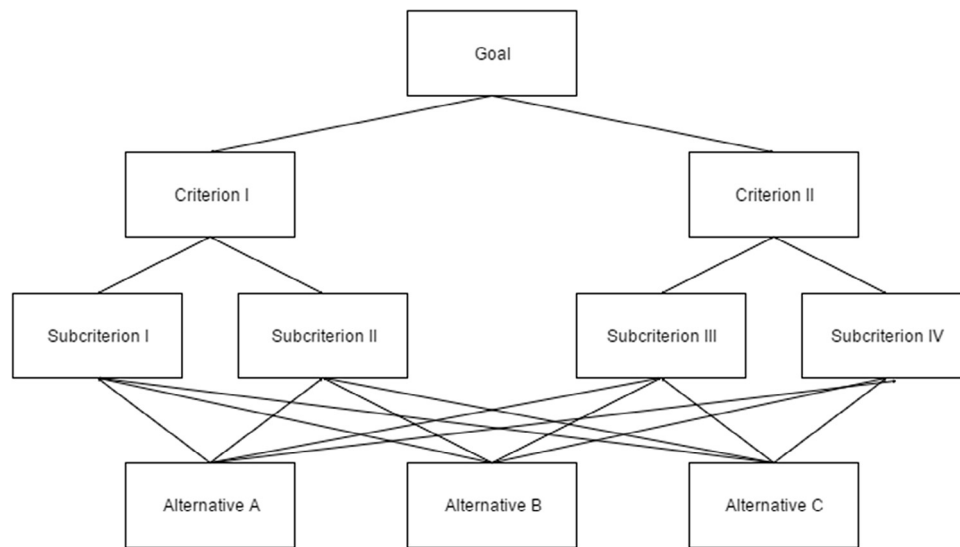 Goal
Criterion I
Criterion II
Subcriterion I
Subcriterion II
Subcriterion III
Subcriterion IV
Alternative A
Alternative B
Alternative C